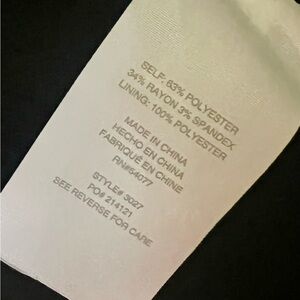 SELF: 63% POLYESTER
34% RAYON 3% SPANDEX
LINING: 100% POLYESTER
MADE IN CHINA
HECHO EN CHINA
FABRIQUÉ EN CHINE
RN#54077
STYLE# 3027
PO# 214121
SEE REVERSE FOR CARE